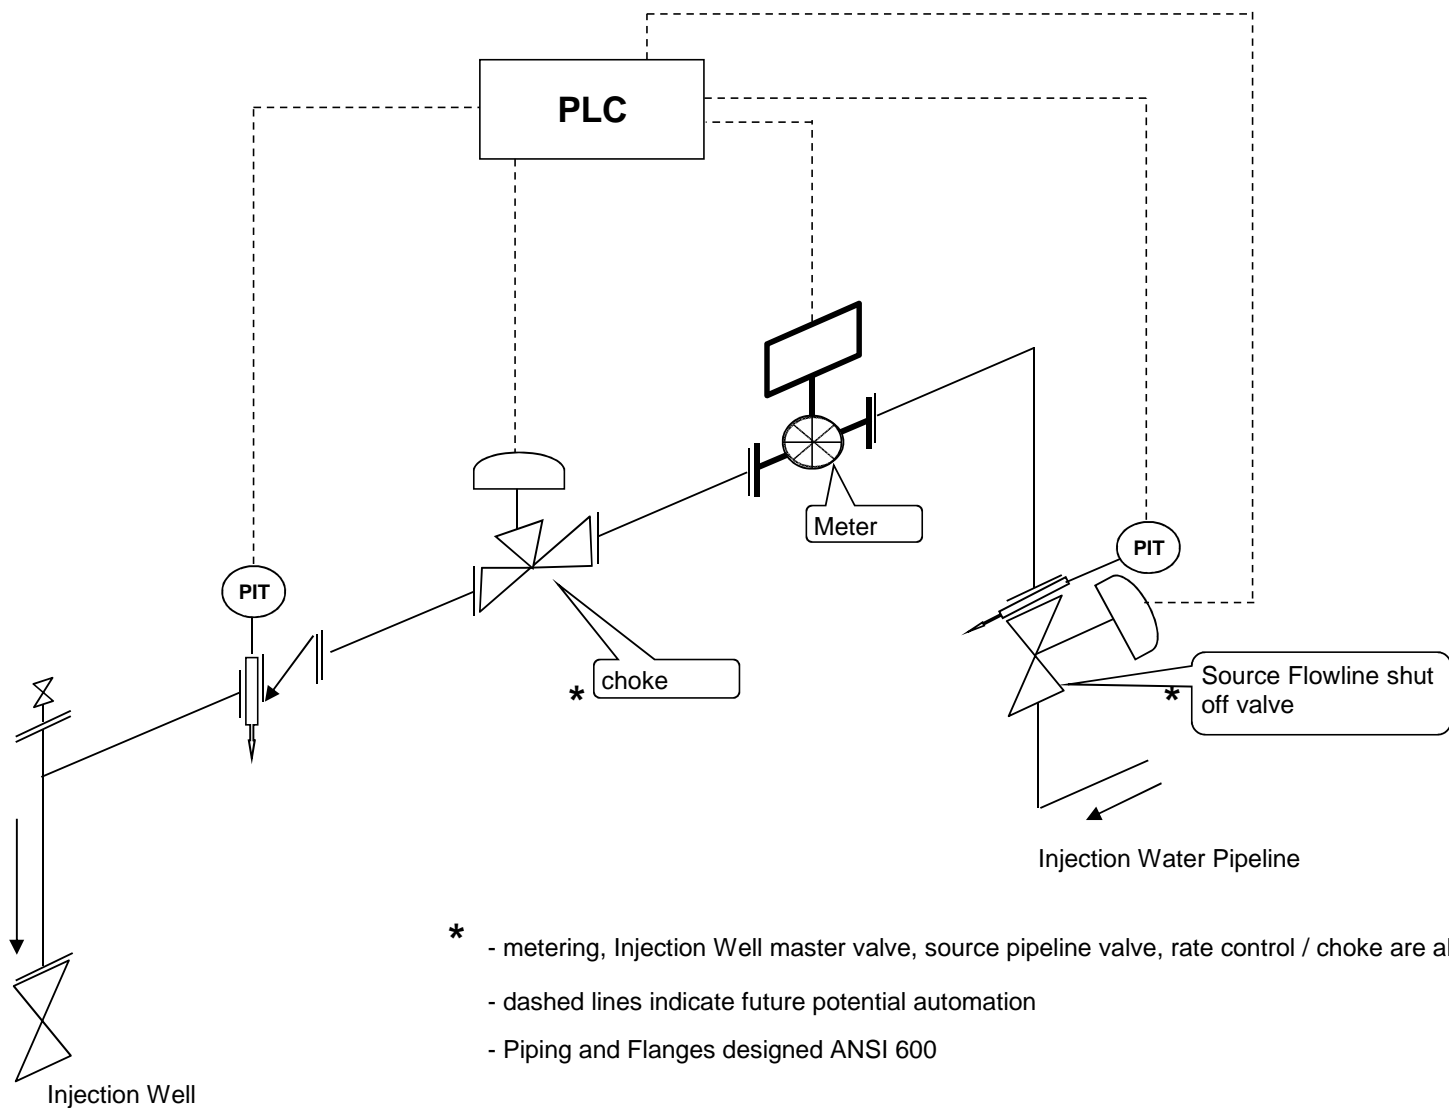 PLC
Meter
PIT
PIT
choke
*
Source Flowline shut
off valve
*
Injection Water Pipeline
*
- metering, Injection Well master valve, source pipeline valve, rate control / choke are
- dashed lines indicate future potential automation
- Piping and Flanges designed ANSI 600
Injection Well